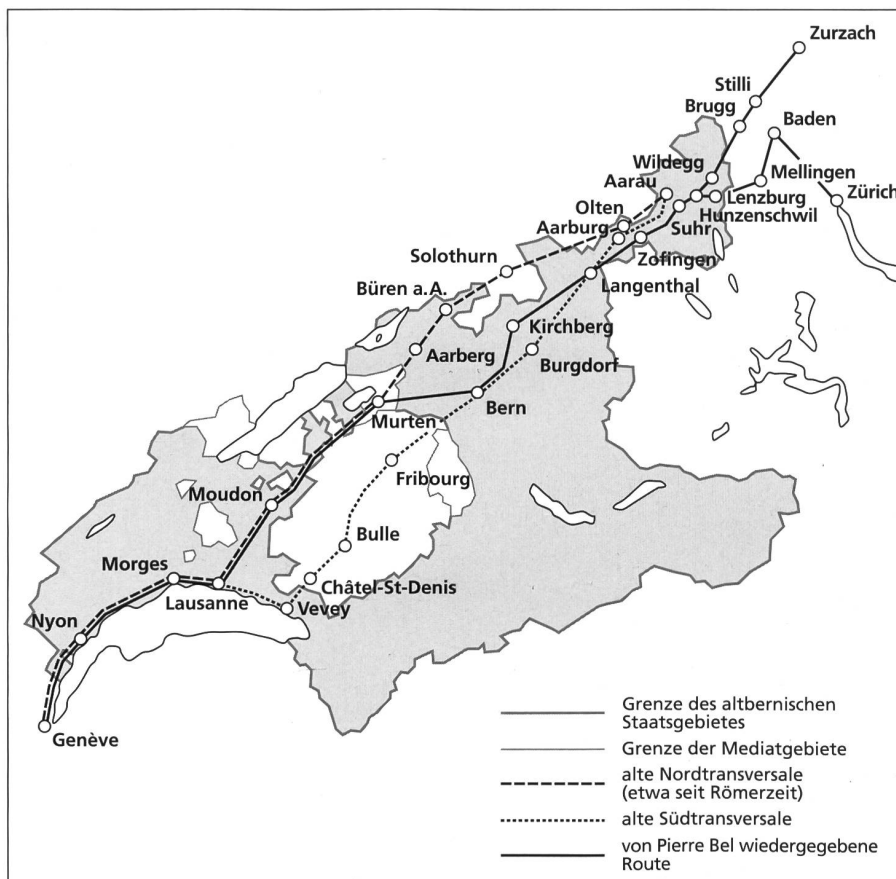 Zurzach
Stilli
Brugg
Baden
Wildegg
Mellingen
Aarau
Lenzburg
Zürich
Olten
Hunzenschwil
Aarburg
Suhr
Solothurn
Zofingen
Langenthal
Büren a.A.
Kirchberg
Aarberg
Burgdorf
Bern
Murten
Fribourg
Moudon
Bulle
Morges
Châtel-St-Denis
Lausanne
Vevey
Nyon
Genève
Grenze des altbernischen
Staatsgebietes
Grenze der Mediatgebiete
alte Nordtransversale
(etwa seit Römerzeit)
alte Südtransversale
von Pierre Bel wiedergegebene
Route